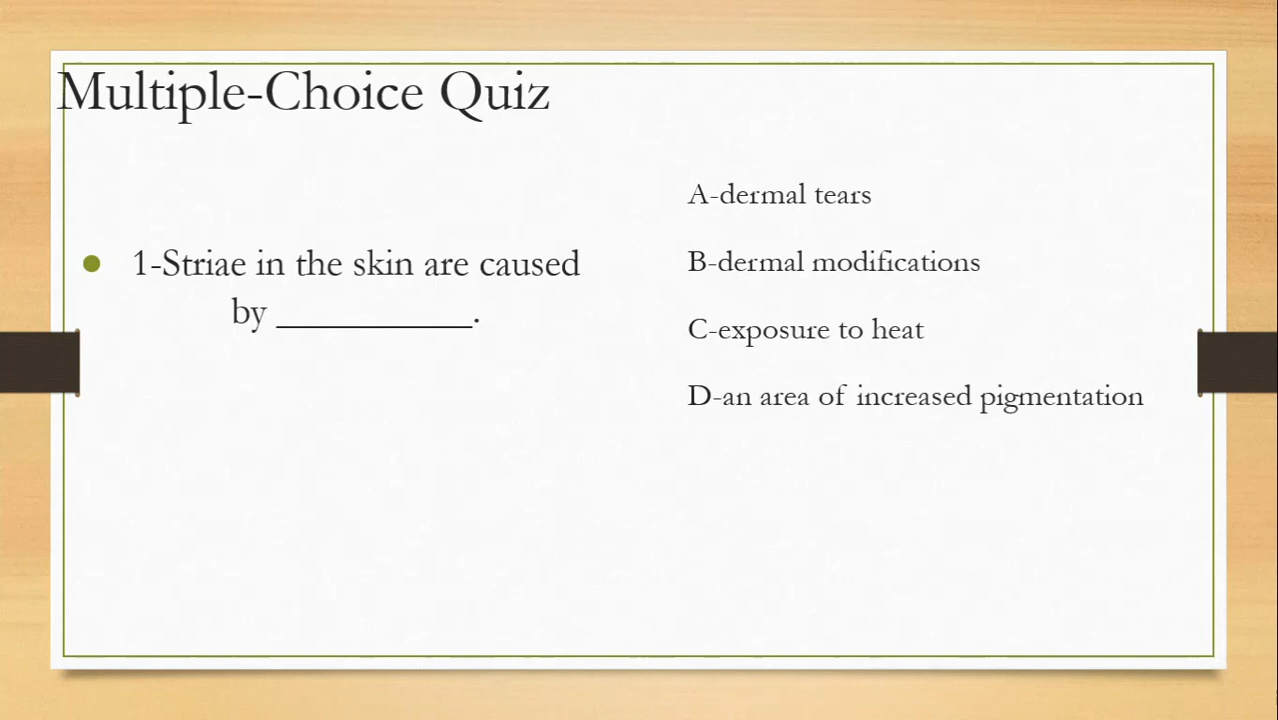 Multiple-Choice Quiz
1-Striae in the skin are caused
by __________.
A-dermal tears
B-dermal modifications
C-exposure to heat
D-an area of increased pigmentation